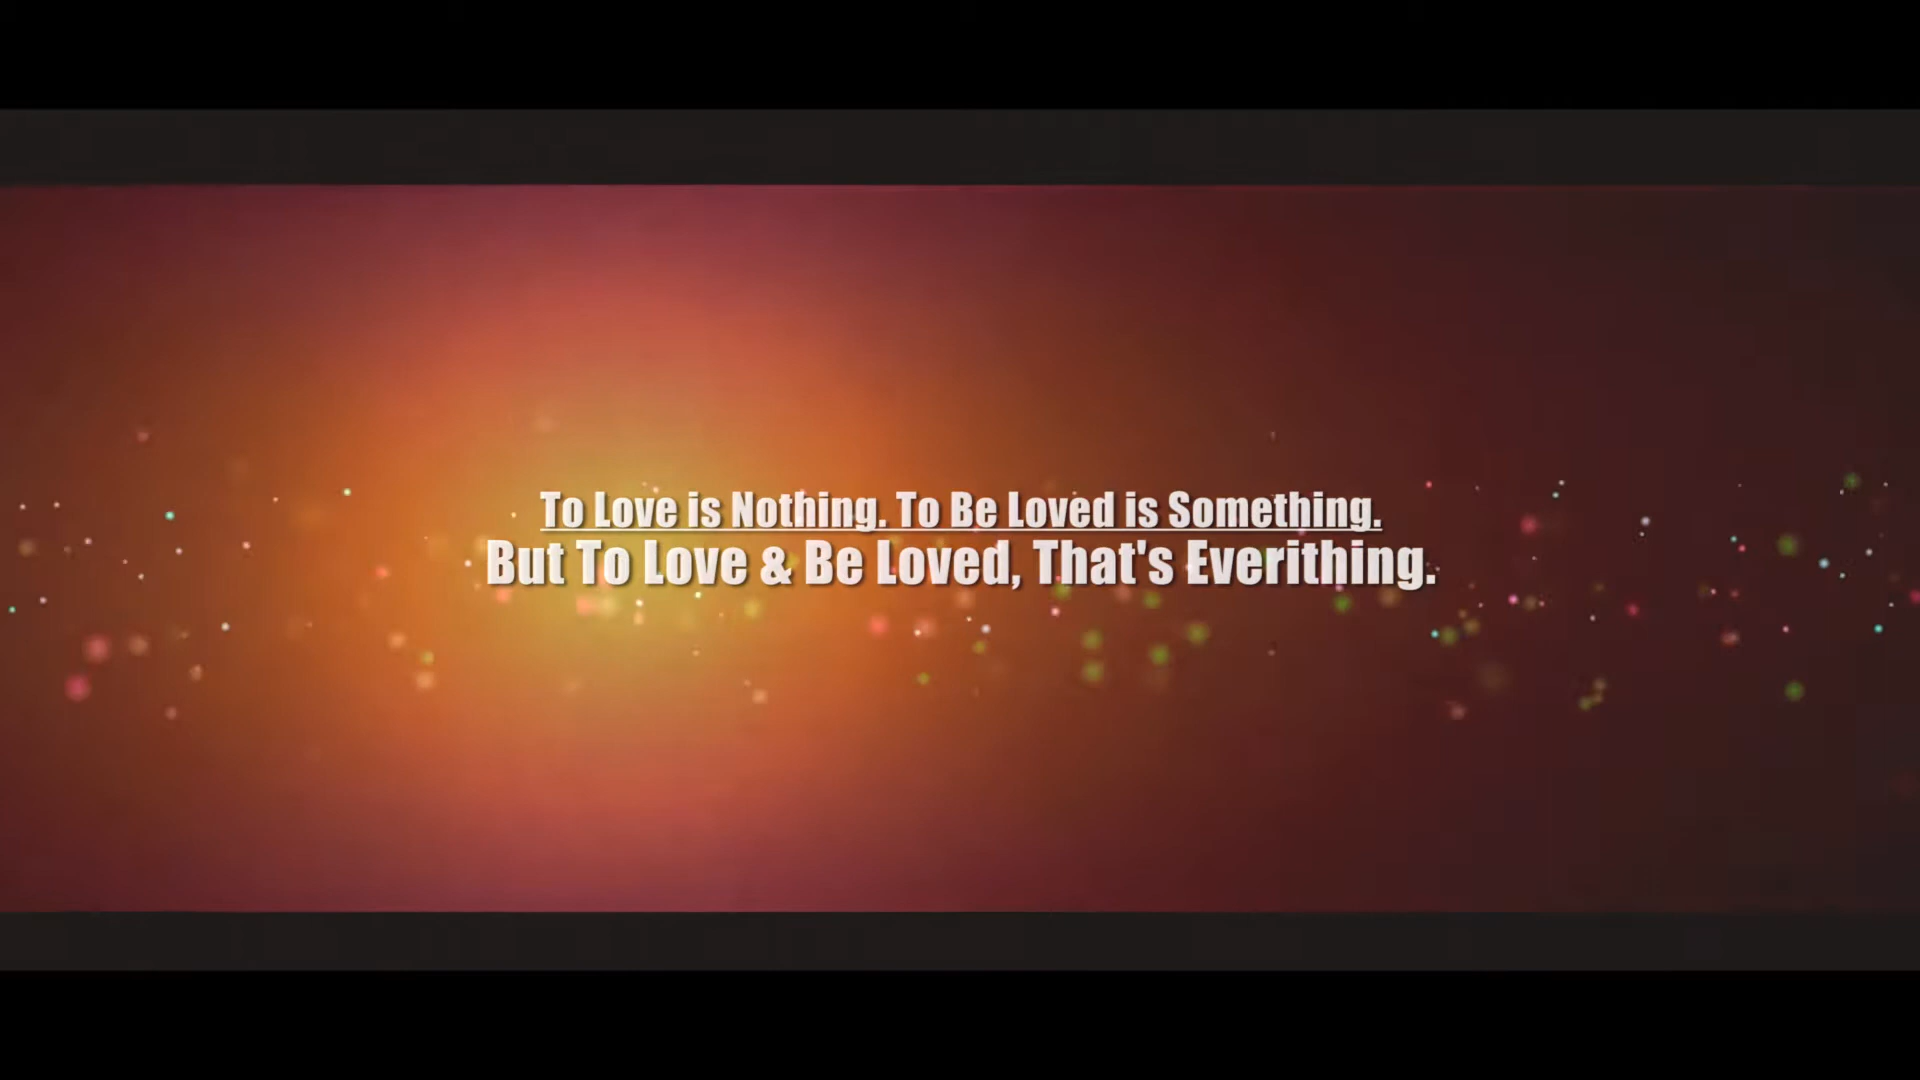 To Love is Nothing. To Be Loved is Something.
But To Love & Be Loved, That's Everithing.